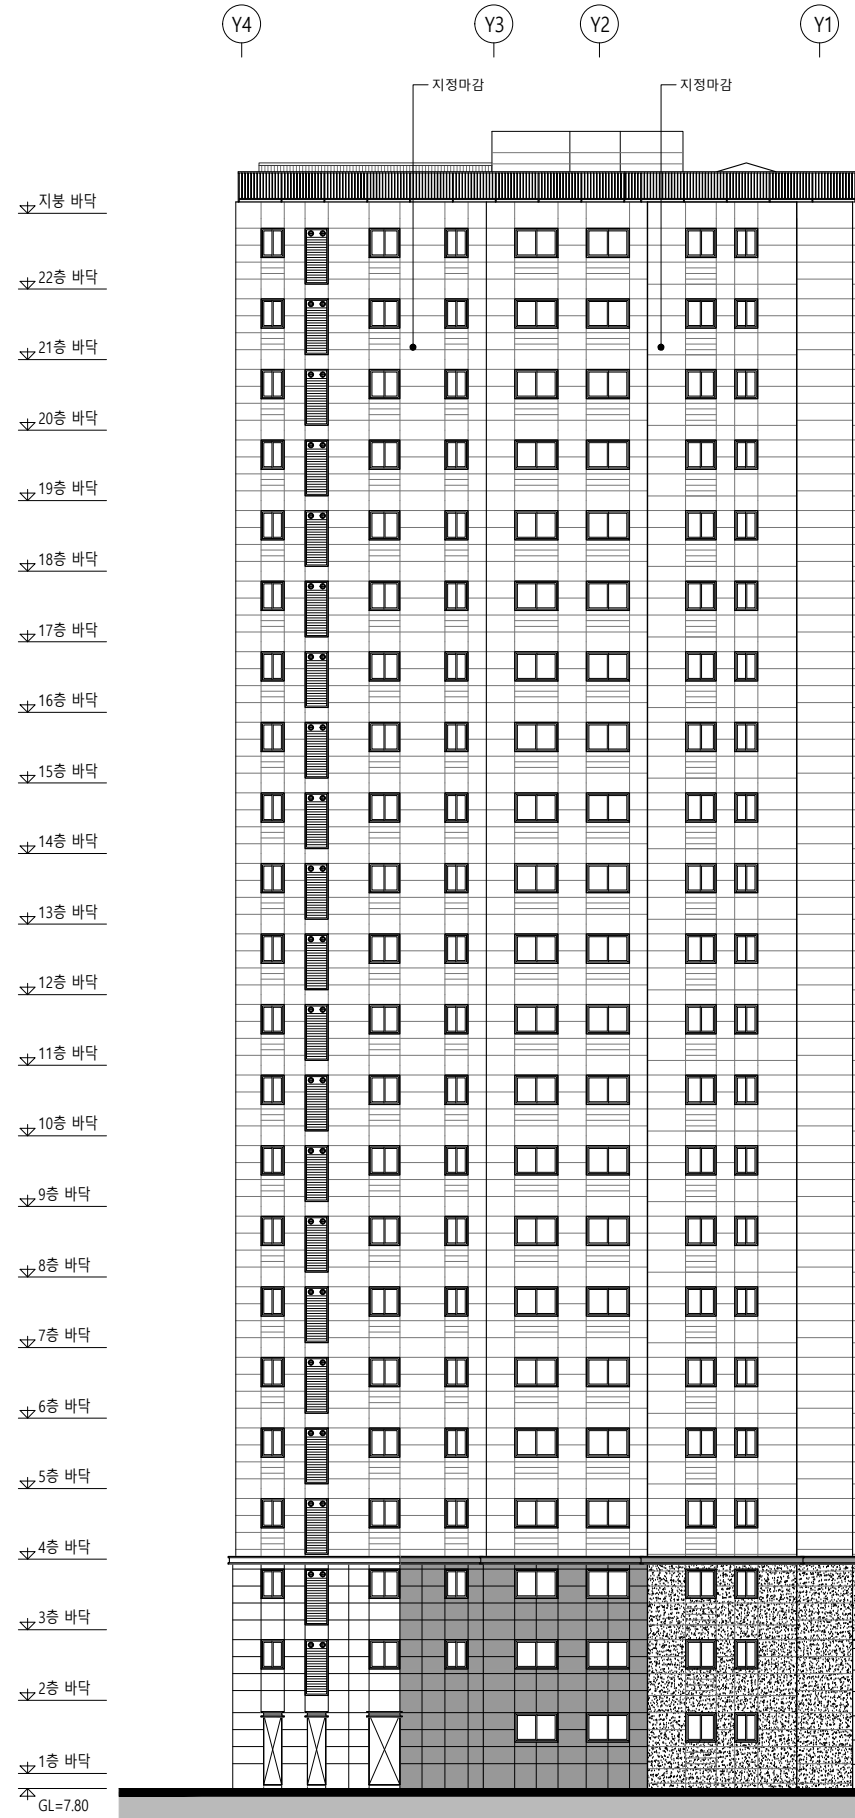 Y4 Y3 Y2 Y1
지정마감 지정마감
지붕 바닥
22층 바닥
21층 바닥
20층 바닥
19층 바닥
18층 바닥
17층 바닥
16층 바닥
15층 바닥
14층 바닥
13층 바닥
12층 바닥
11층 바닥
10층 바닥
9층 바닥
8층 바닥
7층 바닥
6층 바닥
5층 바닥
4층 바닥
3층 바닥
2층 바닥
1층 바닥
GL=7.80